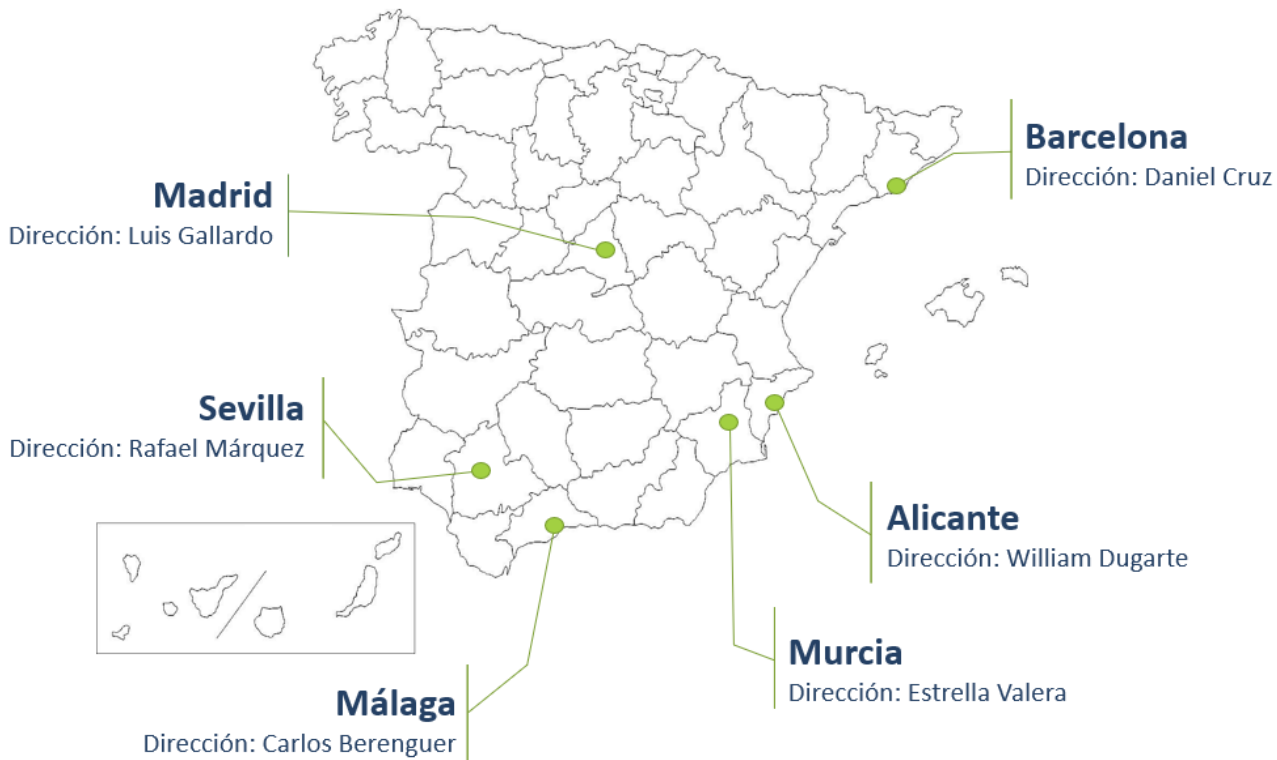 Barcelona
Dirección: Daniel Cruz
Madrid
Dirección: Luis Gallardo
Sevilla
Dirección: Rafael Márquez
Alicante
Dirección: William Dugarte
Murcia
Dirección: Estrella Valera
Málaga
Dirección: Carlos Berenguer